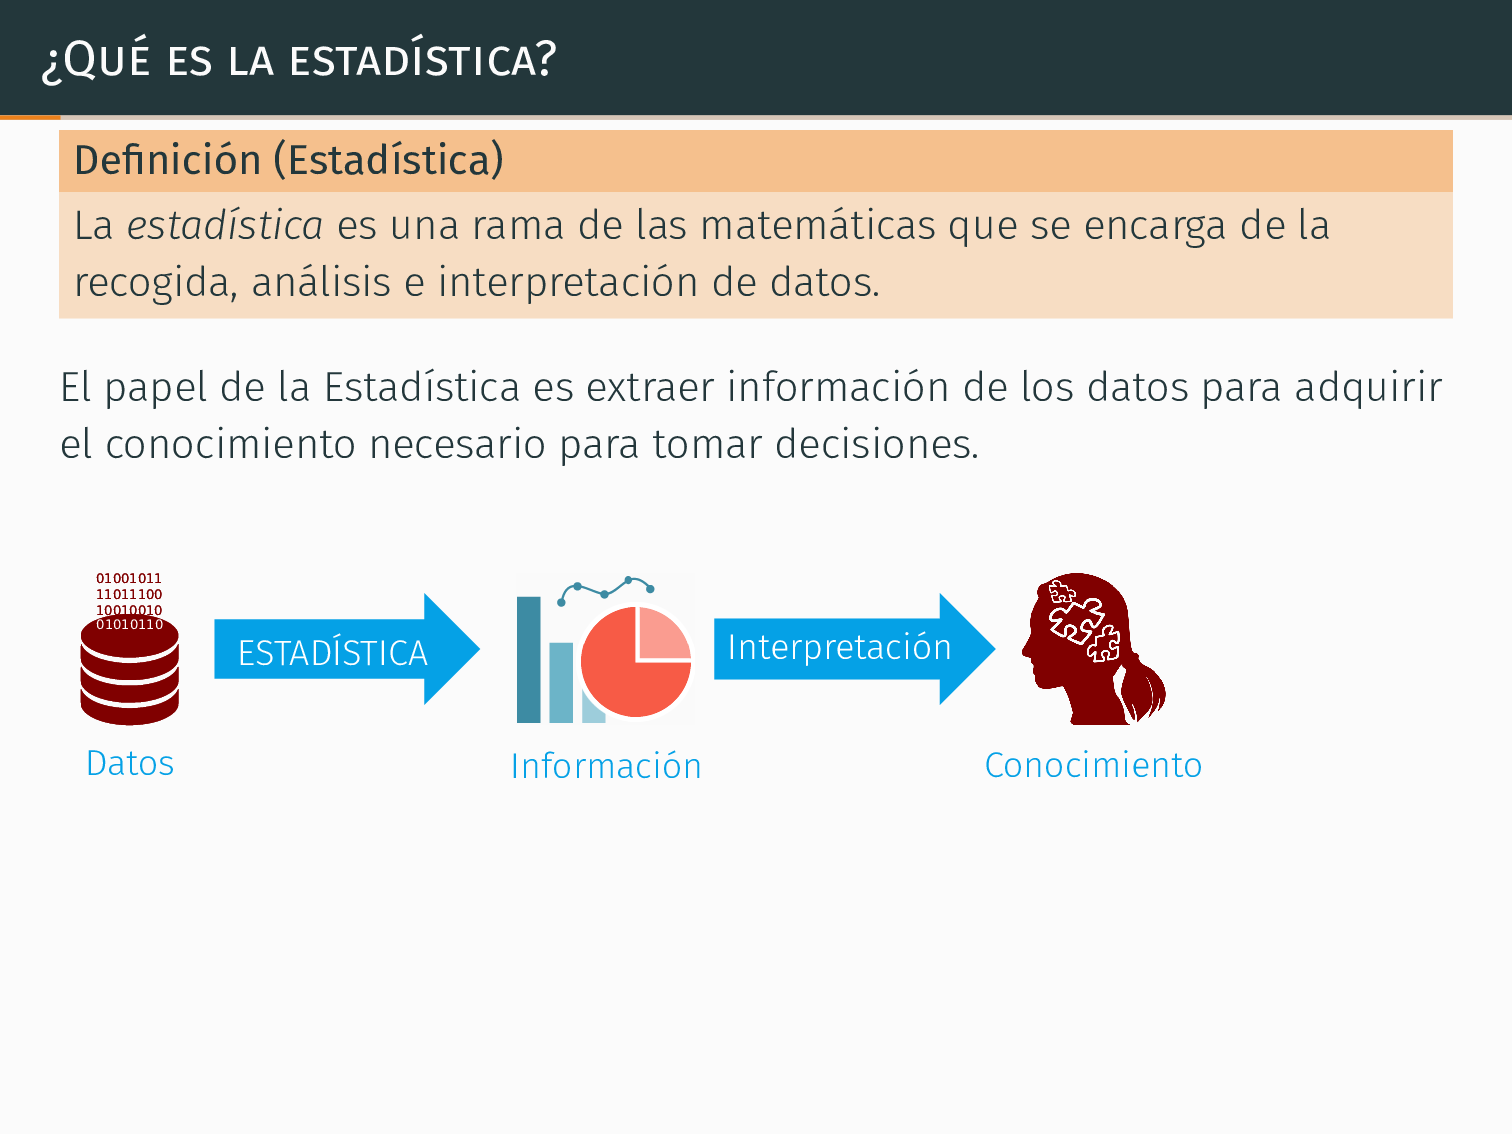 ¿Qué es la estadística?
Definición (Estadística)
La estadística es una rama de las matemáticas que se encarga de la
recogida, análisis e interpretación de datos.
El papel de la Estadística es extraer información de los datos para adquirir
el conocimiento necesario para tomar decisiones.
01001011
11011100
10010010
01010110
ESTADÍSTICA
Interpretación
Datos
Información
Conocimiento